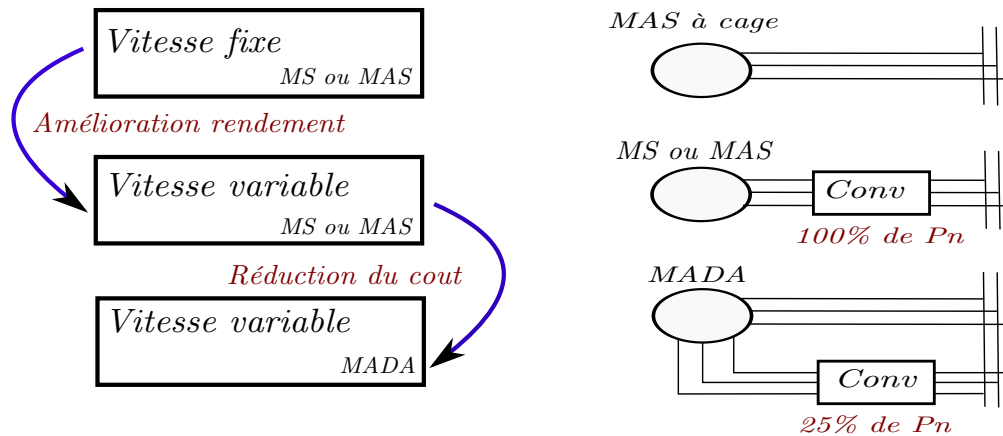 Vitesse fixe
MS ou MAS
Amélioration rendement
Vitesse variable
MS ou MAS
Réduction du cout
Vitesse variable
MADA
MAS à cage
MS ou MAS
Conv
100% de Pn
MADA
Conv
25% de Pn